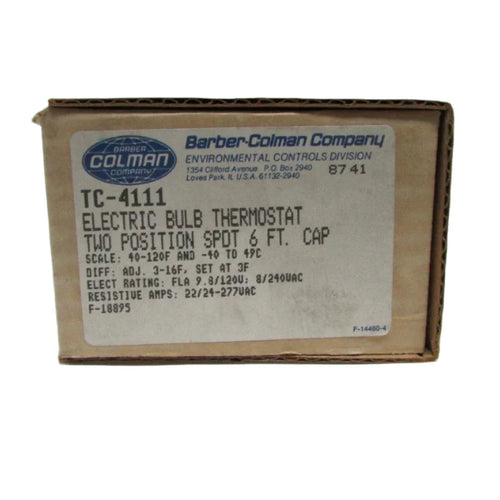 BARBER
COLMAN
COMPANY
Barber-Colman Company
ENVIRONMENTAL CONTROLS DIVISION
1354 Clifford Avenue P.O. Box 2940
Loves Park, IL U.S.A. 61132-2940
8741
TC-4111
ELECTRIC BULB THERMOSTAT
TWO POSITION SPDT 6 FT. CAP
SCALE: 40-120F AND -40 TO 49C
DIFF: ADJ. 3-16F, SET AT 3F
ELECT RATING: FLA 9.8/120V; 8/240VAC
RESISTIVE AMPS: 22/24-277VAC
F-18895
F-14460-4